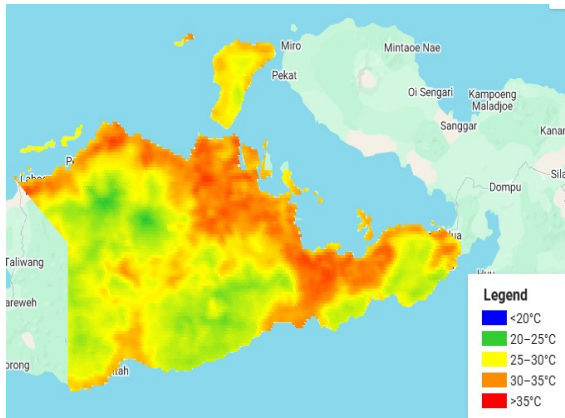 Miro
Mintaoe Nae
Pekat
Oi Sengari
Kampoeng
Maladjoe
Sanggar
Kanan
Dompu
Sila
Taliwang
Legend
<20°C
20–25°C
25–30°C
30–35°C
>35°C